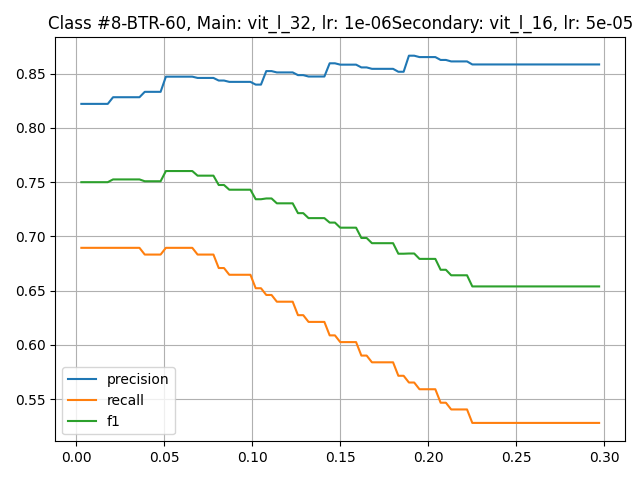 Class #8-BTR-60, Main: vit_l_32, lr: 1e-06Secondary: vit_l_16, lr: 5e-05
0.85
0.80
0.75
0.70
0.65
0.60
0.55
precision
recall
f1
0.00 0.05 0.10 0.15 0.20 0.25 0.30